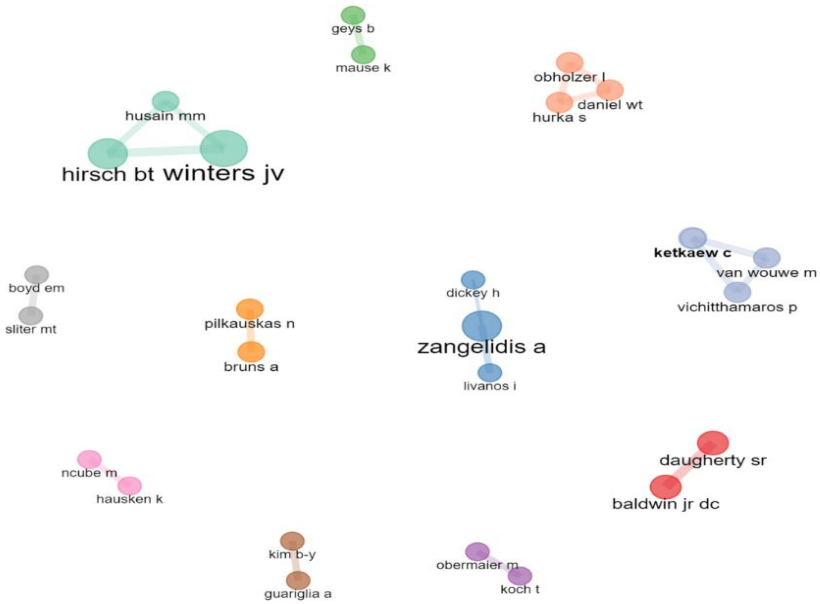 geys b
mause k
obholzer l
daniel wt
hurka s
husain mm
hirsch bt
winters jv
ketkaew c
van wouwe m
vichitthamaros p
boyd em
sliter mt
dickey h
zangelidis a
livanos i
pilkauskas n
bruns a
daugherty sr
baldwin jr dc
ncube m
hausken k
kim b-y
guariglia a
obermaier m
koch t